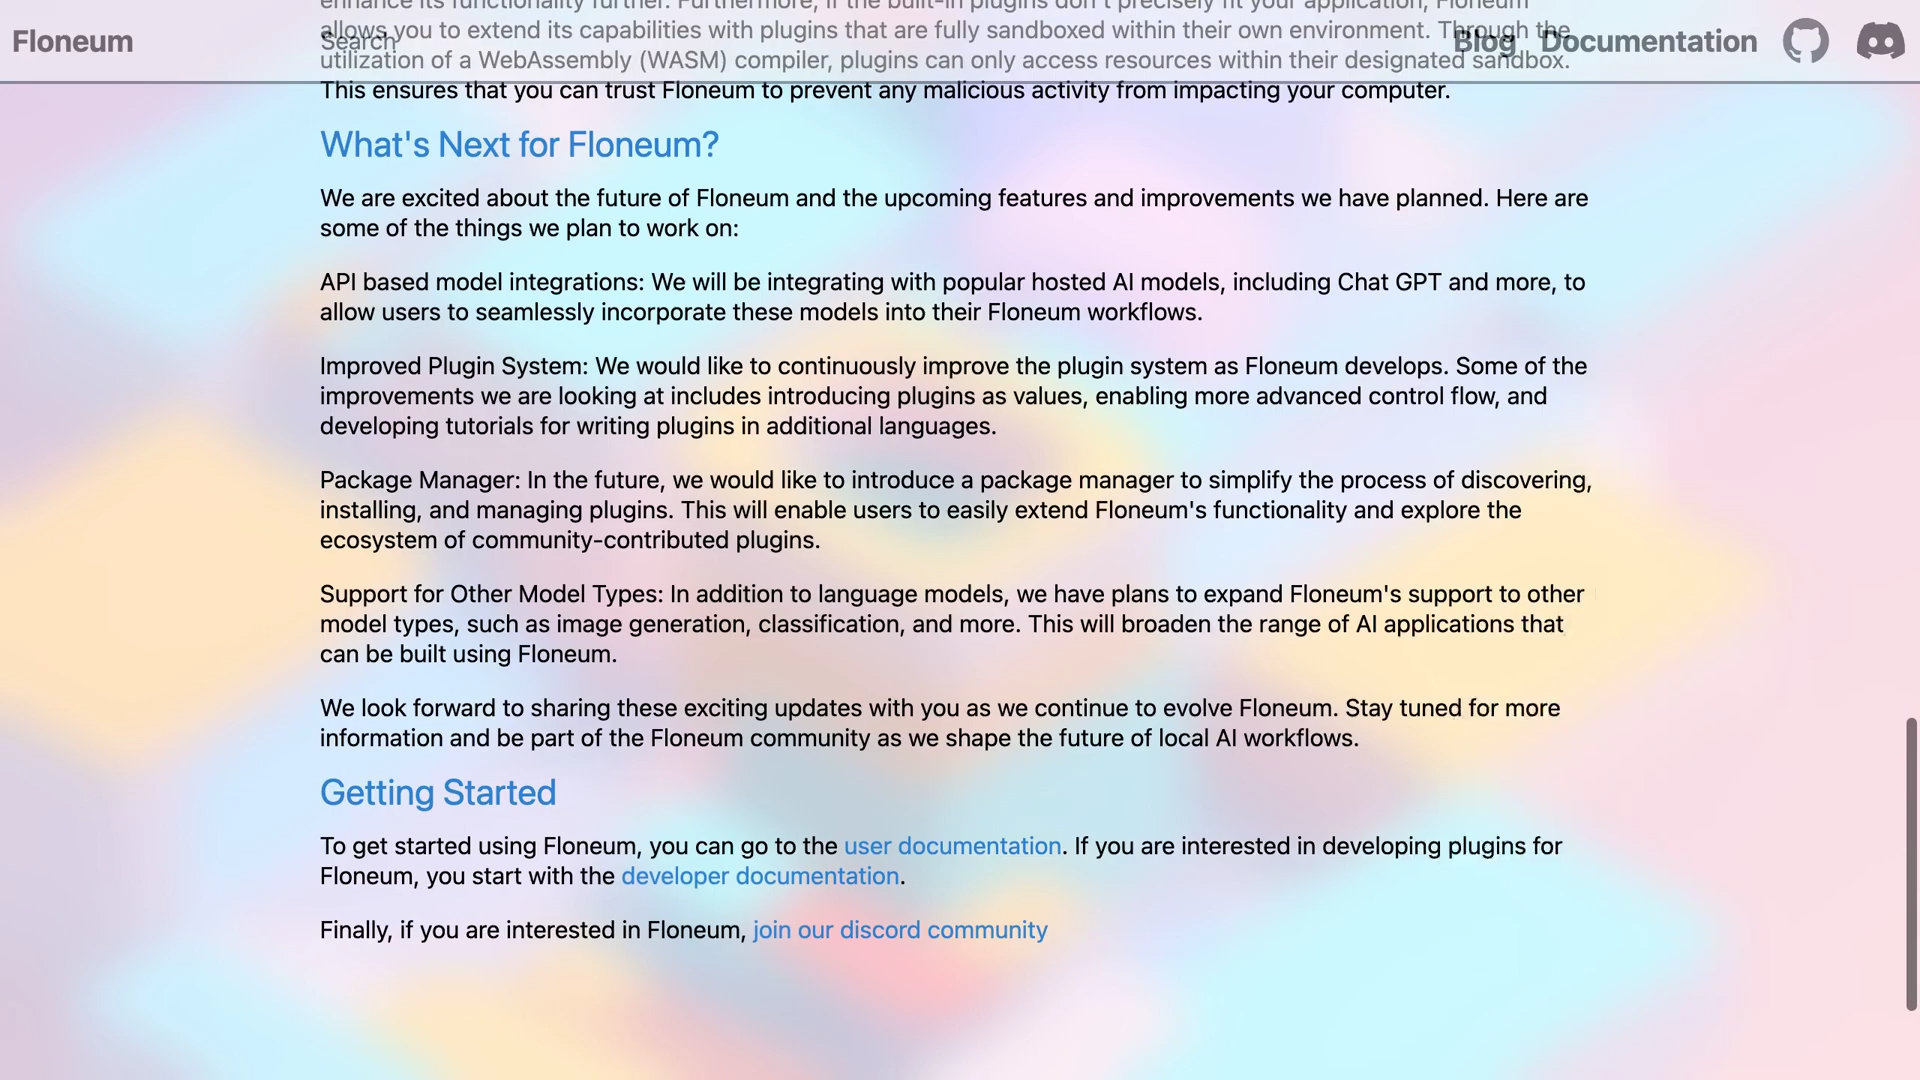 enhance its functionality further. Furthermore, if the built-in plugins don't precisely fit your application, Floneum
Floneum
Search
Blog
Documentation
allows you to extend its capabilities with plugins that are fully sandboxed within their own environment. Through the
utilization of a WebAssembly (WASM) compiler, plugins can only access resources within their designated sandbox.
This ensures that you can trust Floneum to prevent any malicious activity from impacting your computer.
What's Next for Floneum?
We are excited about the future of Floneum and the upcoming features and improvements we have planned. Here are
some of the things we plan to work on:
API based model integrations: We will be integrating with popular hosted AI models, including Chat GPT and more, to
allow users to seamlessly incorporate these models into their Floneum workflows.
Improved Plugin System: We would like to continuously improve the plugin system as Floneum develops. Some of the
improvements we are looking at includes introducing plugins as values, enabling more advanced control flow, and
developing tutorials for writing plugins in additional languages.
Package Manager: In the future, we would like to introduce a package manager to simplify the process of discovering,
installing, and managing plugins. This will enable users to easily extend Floneum's functionality and explore the
ecosystem of community-contributed plugins.
Support for Other Model Types: In addition to language models, we have plans to expand Floneum's support to other
model types, such as image generation, classification, and more. This will broaden the range of AI applications that
can be built using Floneum.
We look forward to sharing these exciting updates with you as we continue to evolve Floneum. Stay tuned for more
information and be part of the Floneum community as we shape the future of local AI workflows.
Getting Started
To get started using Floneum, you can go to the user documentation. If you are interested in developing plugins for
Floneum, you start with the developer documentation.
Finally, if you are interested in Floneum, join our discord community